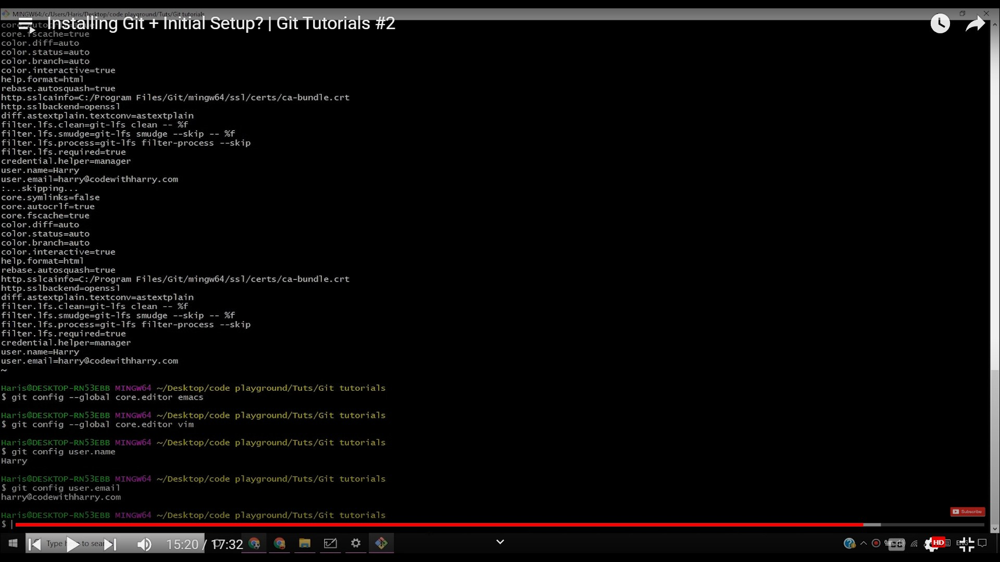 MINGW64:/c/Users/Haris/Desktop/code playground/Tuts/Git tutorials
Installing Git + Initial Setup? | Git Tutorials #2
core.fscache=true
color.diff=auto
color.status=auto
color.branch=auto
color.interactive=true
help.format=html
rebase.autosquash=true
http.sslcainfo=C:/Program Files/Git/mingw64/ssl/certs/ca-bundle.crt
http.sslbackend=openssl
diff.astextplain.textconv=astextplain
filter.lfs.clean=git-lfs clean -- %f
filter.lfs.smudge=git-lfs smudge --skip -- %f
filter.lfs.process=git-lfs filter-process --skip
filter.lfs.required=true
credential.helper=manager
user.name=Harry
user.email=harry@codewithharry.com
:...skipping...
core.symlinks=false
core.autocrlf=true
core.fscache=true
color.diff=auto
color.status=auto
color.branch=auto
color.interactive=true
help.format=html
rebase.autosquash=true
http.sslcainfo=C:/Program Files/Git/mingw64/ssl/certs/ca-bundle.crt
http.sslbackend=openssl
diff.astextplain.textconv=astextplain
filter.lfs.clean=git-lfs clean -- %f
filter.lfs.smudge=git-lfs smudge --skip -- %f
filter.lfs.process=git-lfs filter-process --skip
filter.lfs.required=true
credential.helper=manager
user.name=Harry
user.email=harry@codewithharry.com
~
Haris@DESKTOP-RN53EBB MINGW64 ~/Desktop/code playground/Tuts/Git tutorials
$ git config --global core.editor emacs
Haris@DESKTOP-RN53EBB MINGW64 ~/Desktop/code playground/Tuts/Git tutorials
$ git config --global core.editor vim
Haris@DESKTOP-RN53EBB MINGW64 ~/Desktop/code playground/Tuts/Git tutorials
$ git config user.name
Harry
Haris@DESKTOP-RN53EBB MINGW64 ~/Desktop/code playground/Tuts/Git tutorials
$ git config user.email
harry@codewithharry.com
Haris@DESKTOP-RN53EBB MINGW64 ~/Desktop/code playground/Tuts/Git tutorials
$
Subscribe
Type
15:20 / 17:32
HD